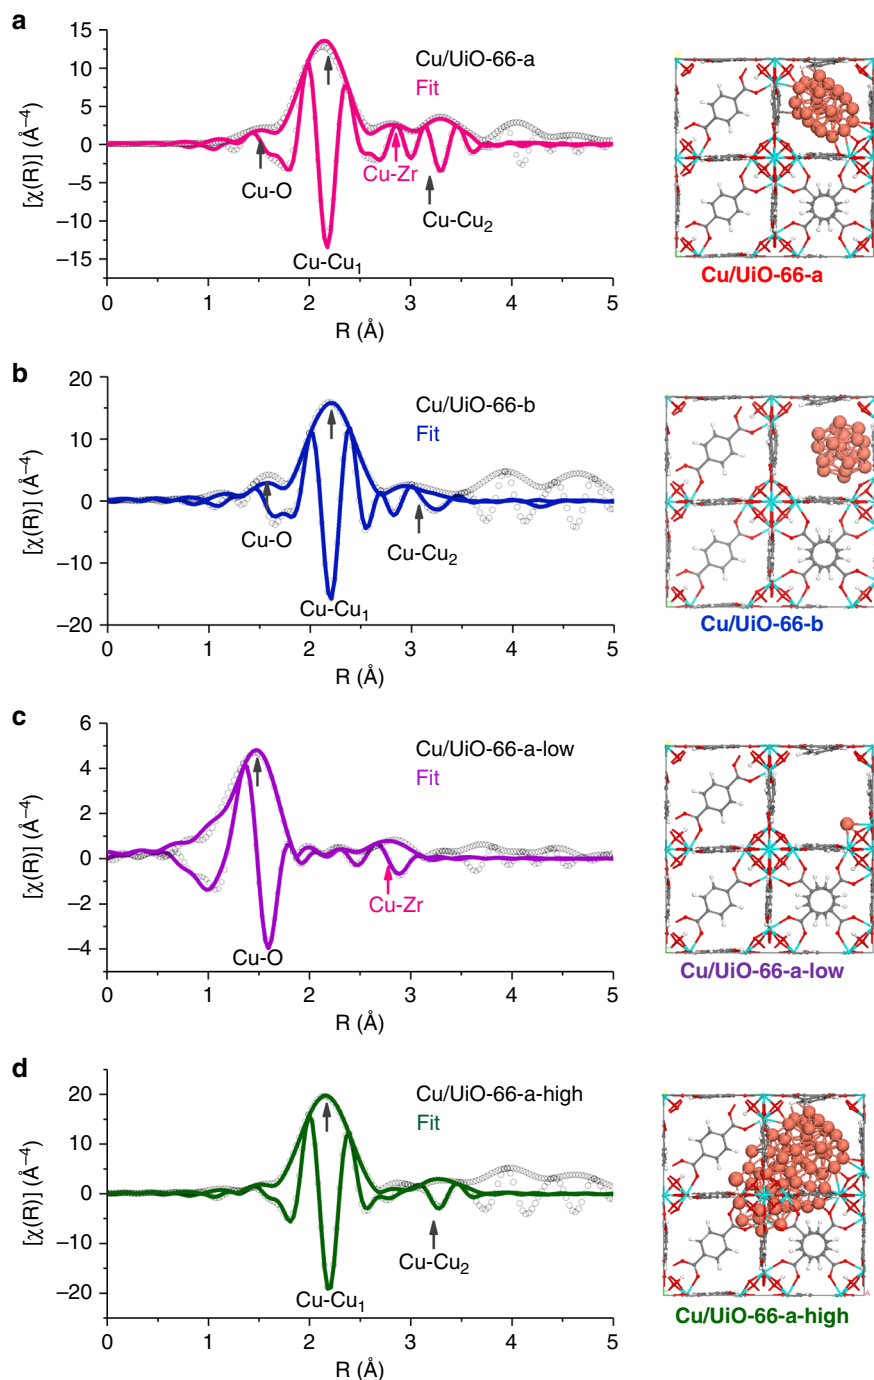 a
15
10
5
0
−5
−10
−15
[χ(R)] (Å⁻⁴)
Cu/UiO-66-a
Fit
Cu-O
Cu-Zr
Cu-Cu₂
Cu-Cu₁
0 1 2 3 4 5
R (Å)
Cu/UiO-66-a
b
20
10
0
−10
−20
[χ(R)] (Å⁻⁴)
Cu/UiO-66-b
Fit
Cu-O
Cu-Cu₂
Cu-Cu₁
0 1 2 3 4 5
R (Å)
Cu/UiO-66-b
c
6
4
2
0
−2
−4
[χ(R)] (Å⁻⁴)
Cu/UiO-66-a-low
Fit
Cu-Zr
Cu-O
0 1 2 3 4 5
R (Å)
Cu/UiO-66-a-low
d
20
10
0
−10
−20
[χ(R)] (Å⁻⁴)
Cu/UiO-66-a-high
Fit
Cu-Cu₂
Cu-Cu₁
0 1 2 3 4 5
R (Å)
Cu/UiO-66-a-high